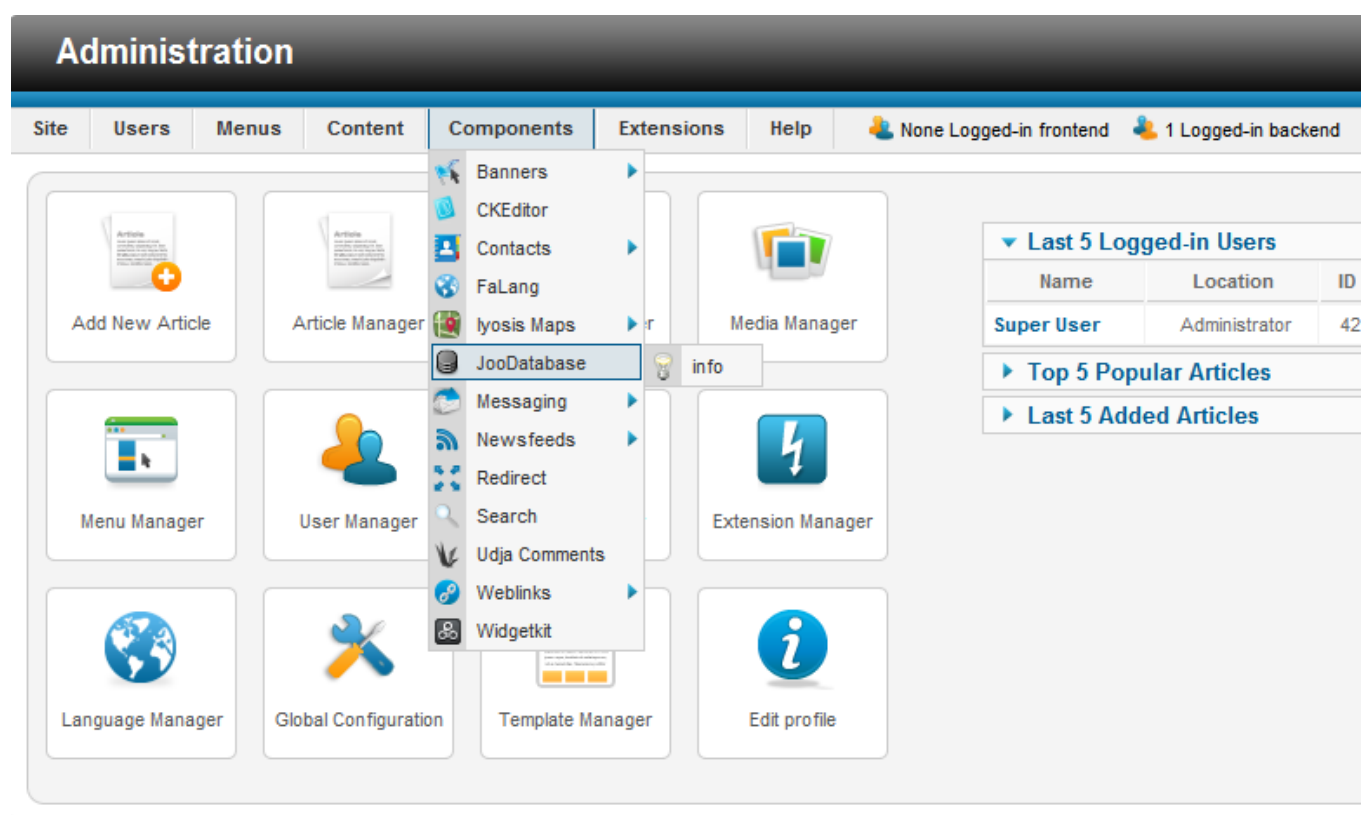 Administration
Site Users Menus Content Components Extensions Help None Logged-in frontend 1 Logged-in backend
Banners
CKEditor
Contacts
FaLang
Iyosis Maps
JooDatabase info
Messaging
Newsfeeds
Redirect
Search
Udja Comments
Weblinks
Widgetkit
Article
Article
Add New Article Article Manager Media Manager
Menu Manager User Manager Extension Manager
Language Manager Global Configuration Template Manager Edit profile
Last 5 Logged-in Users
Name Location ID
Super User Administrator 42
Top 5 Popular Articles
Last 5 Added Articles